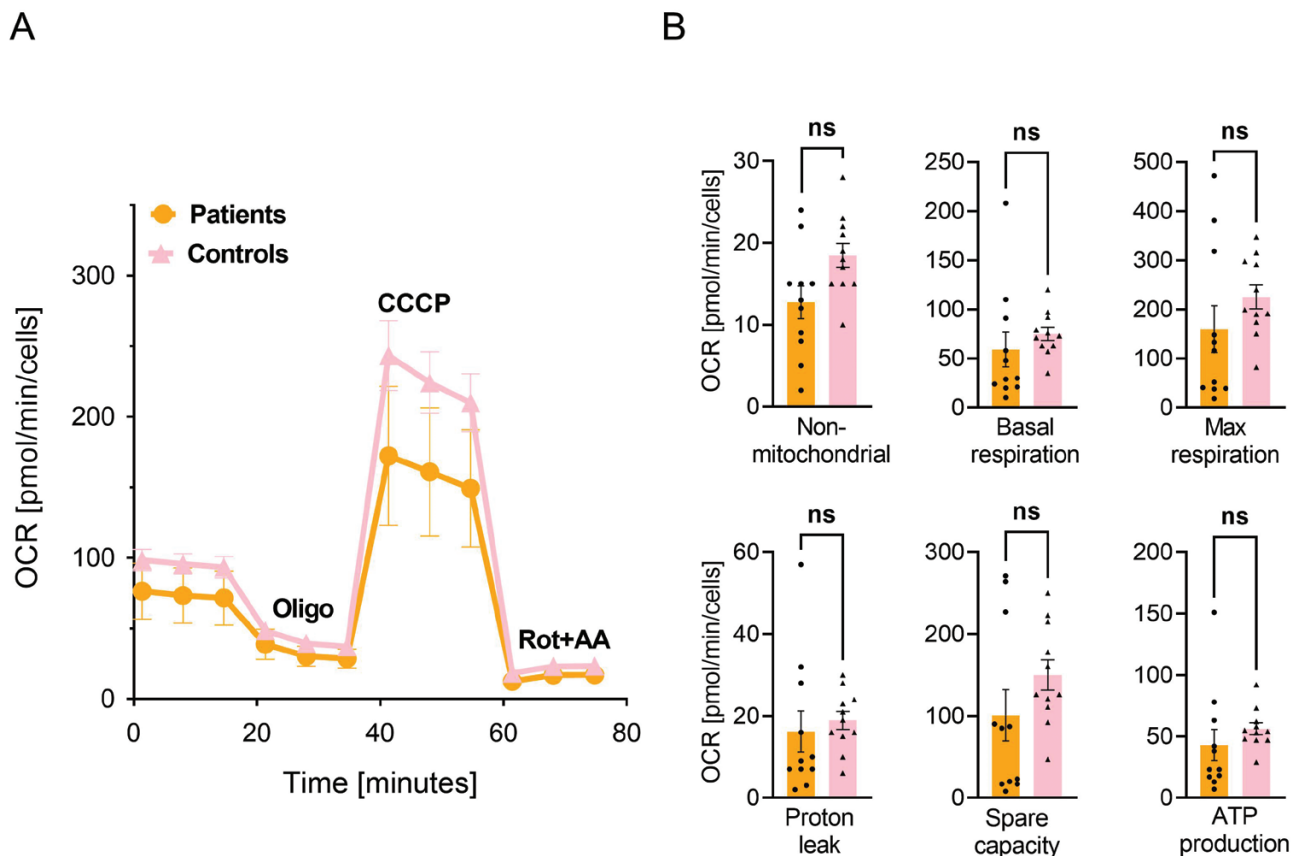 A
B
Patients
Controls
CCCP
Oligo
Rot+AA
OCR [pmol/min/cells]
300
200
100
0
0
20
40
60
80
Time [minutes]
ns
OCR [pmol/min/cells]
30
20
10
0
Non-
mitochondrial
ns
250
200
150
100
50
0
Basal
respiration
ns
500
400
300
200
100
0
Max
respiration
ns
OCR [pmol/min/cells]
60
40
20
0
Proton
leak
ns
300
200
100
0
Spare
capacity
ns
200
150
100
50
0
ATP
production